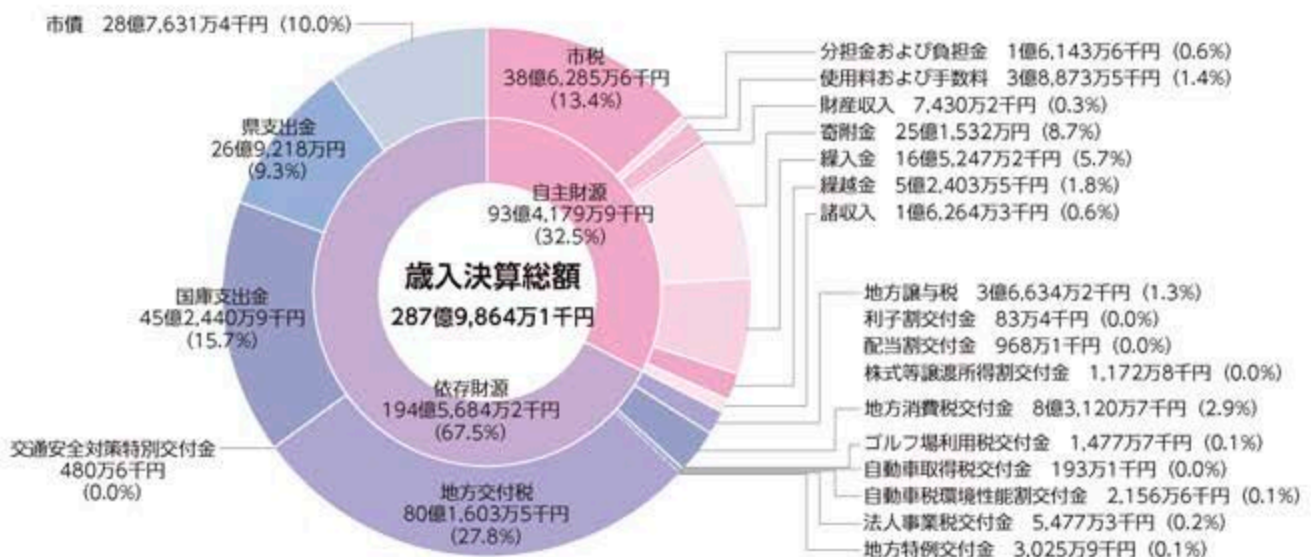 市債 28億7,631万4千円（10.0%）
市税
38億6,285万6千円
（13.4%）
分担金および負担金 1億6,143万6千円（0.6%）
使用料および手数料 3億8,873万5千円（1.4%）
財産収入 7,430万2千円（0.3%）
寄附金 25億1,532万円（8.7%）
繰入金 16億5,247万2千円（5.7%）
繰越金 5億2,403万5千円（1.8%）
諸収入 1億6,264万3千円（0.6%）
県支出金
26億9,218万円
（9.3%）
自主財源
93億4,179万9千円
（32.5%）
歳入決算総額
287億9,864万1千円
国庫支出金
45億2,440万9千円
（15.7%）
地方譲与税 3億6,634万2千円（1.3%）
利子割交付金 83万4千円（0.0%）
配当割交付金 968万1千円（0.0%）
株式等譲渡所得割交付金 1,172万8千円（0.0%）
地方消費税交付金 8億3,120万7千円（2.9%）
ゴルフ場利用税交付金 1,477万7千円（0.1%）
自動車取得税交付金 193万1千円（0.0%）
自動車税環境性能割交付金 2,156万6千円（0.1%）
法人事業税交付金 5,477万3千円（0.2%）
地方特例交付金 3,025万9千円（0.1%）
依存財源
194億5,684万2千円
（67.5%）
交通安全対策特別交付金
480万6千円
（0.0%）
地方交付税
80億1,603万5千円
（27.8%）